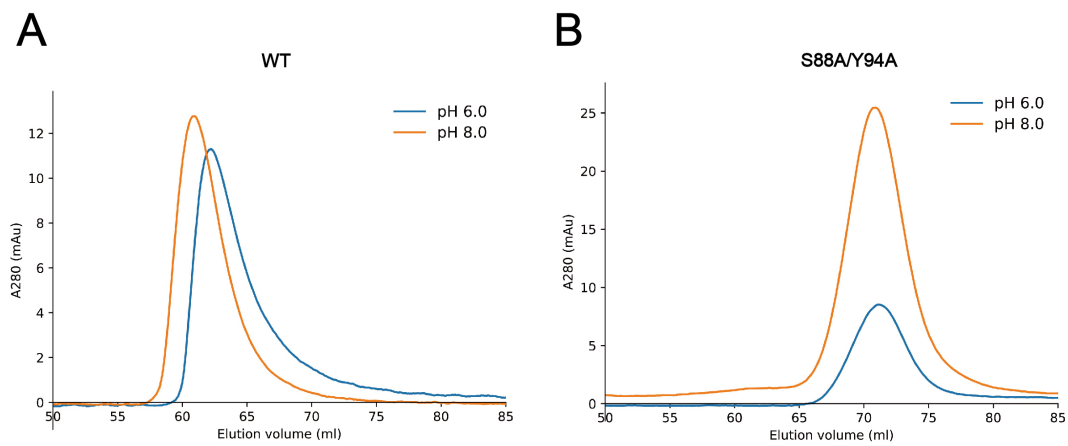 A
WT
pH 6.0
pH 8.0
A280 (mAu)
12
10
8
6
4
2
0
50 55 60 65 70 75 80 85
Elution volume (ml)
B
S88A/Y94A
pH 6.0
pH 8.0
A280 (mAu)
25
20
15
10
5
0
50 55 60 65 70 75 80 85
Elution volume (ml)